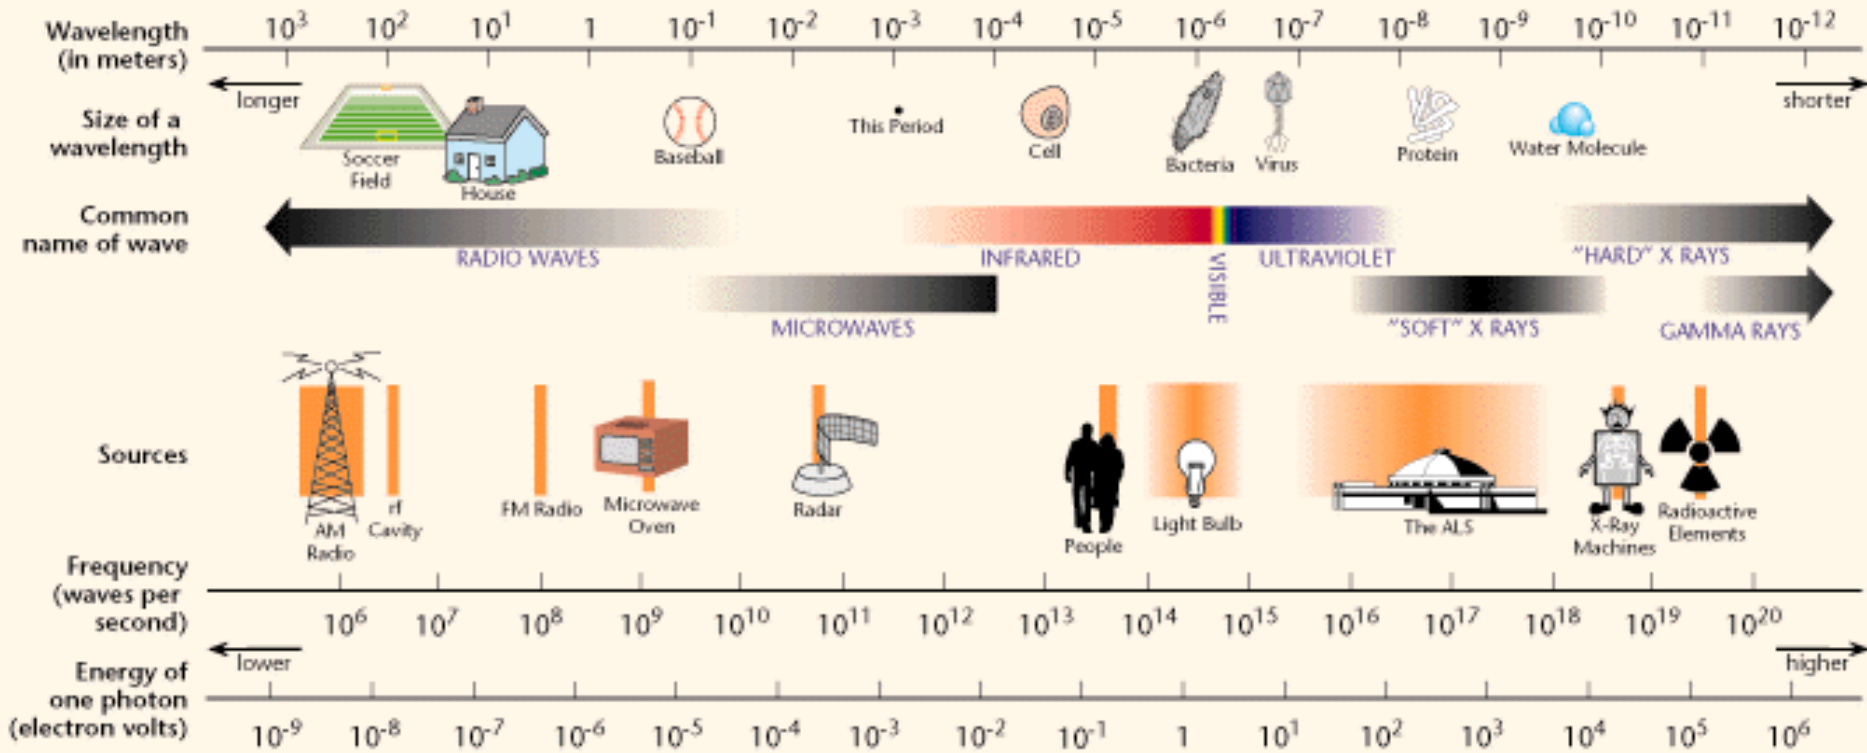 Wavelength
(in meters)
10³ 10² 10¹ 1 10⁻¹ 10⁻² 10⁻³ 10⁻⁴ 10⁻⁵ 10⁻⁶ 10⁻⁷ 10⁻⁸ 10⁻⁹ 10⁻¹⁰ 10⁻¹¹ 10⁻¹²
longer
shorter
Size of a
wavelength
Soccer
Field
House
Baseball
This Period
Cell
Bacteria
Virus
Protein
Water Molecule
Common
name of wave
RADIO WAVES
INFRARED
VISIBLE
ULTRAVIOLET
"HARD" X RAYS
MICROWAVES
"SOFT" X RAYS
GAMMA RAYS
Sources
AM
Radio
rf
Cavity
FM Radio
Microwave
Oven
Radar
People
Light Bulb
The ALS
X-Ray
Machines
Radioactive
Elements
Frequency
(waves per
second)
10⁶ 10⁷ 10⁸ 10⁹ 10¹⁰ 10¹¹ 10¹² 10¹³ 10¹⁴ 10¹⁵ 10¹⁶ 10¹⁷ 10¹⁸ 10¹⁹ 10²⁰
lower
higher
Energy of
one photon
(electron volts)
10⁻⁹ 10⁻⁸ 10⁻⁷ 10⁻⁶ 10⁻⁵ 10⁻⁴ 10⁻³ 10⁻² 10⁻¹ 1 10¹ 10² 10³ 10⁴ 10⁵ 10⁶